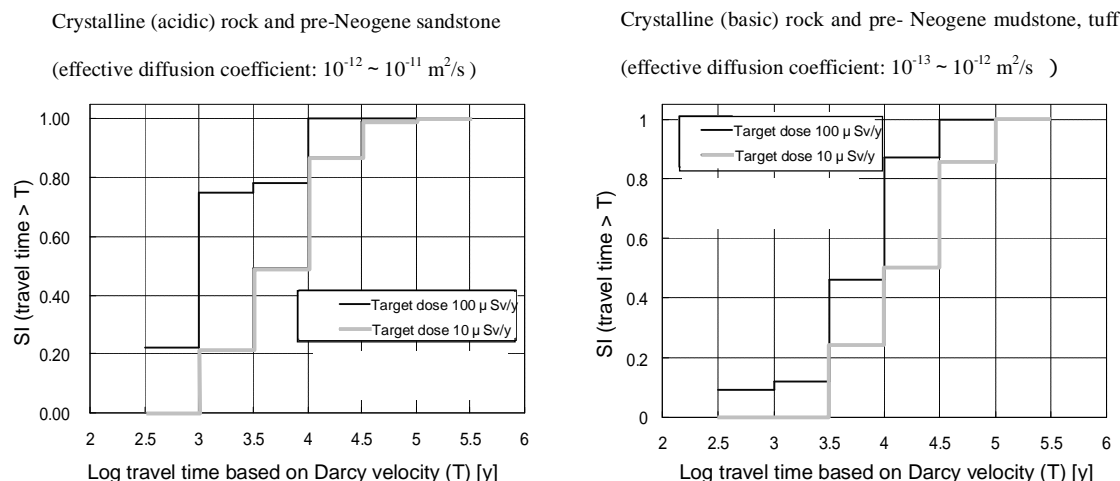 Crystalline (acidic) rock and pre-Neogene sandstone
(effective diffusion coefficient: 10⁻¹² ~ 10⁻¹¹ m²/s )
1.00
0.80
0.60
0.40
0.20
0.00
SI (travel time > T)
Target dose 100 μ Sv/y
Target dose 10 μ Sv/y
2 2.5 3 3.5 4 4.5 5 5.5 6
Log travel time based on Darcy velocity (T) [y]
Crystalline (basic) rock and pre- Neogene mudstone, tuff
(effective diffusion coefficient: 10⁻¹³ ~ 10⁻¹² m²/s )
1
0.8
0.6
0.4
0.2
0
SI (travel time > T)
Target dose 100 μ Sv/y
Target dose 10 μ Sv/y
2 2.5 3 3.5 4 4.5 5 5.5 6
Log travel time based on Darcy velocity (T) [y]